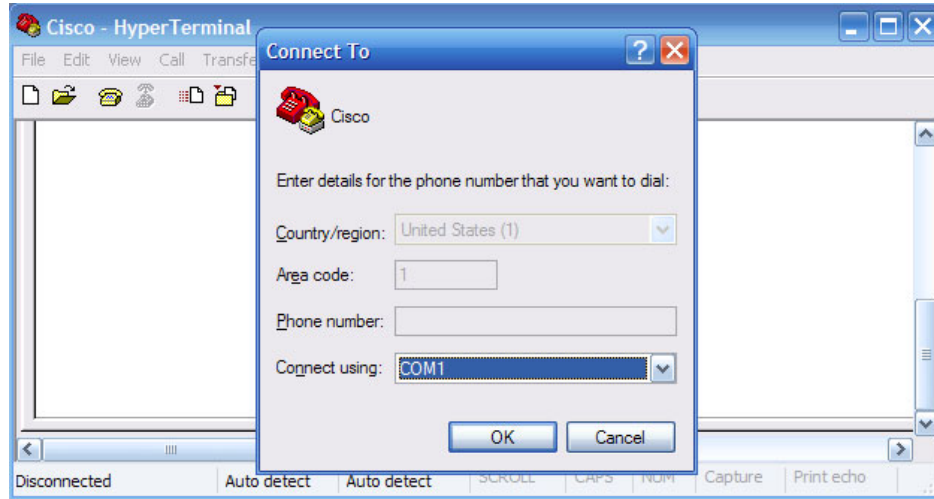 Cisco - HyperTerminal
File Edit View Call Transfe
Connect To
Cisco
Enter details for the phone number that you want to dial:
Country/region: United States (1)
Area code: 1
Phone number:
Connect using: COM1
OK Cancel
Disconnected Auto detect Auto detect SCROLL CAPS NUM Capture Print echo